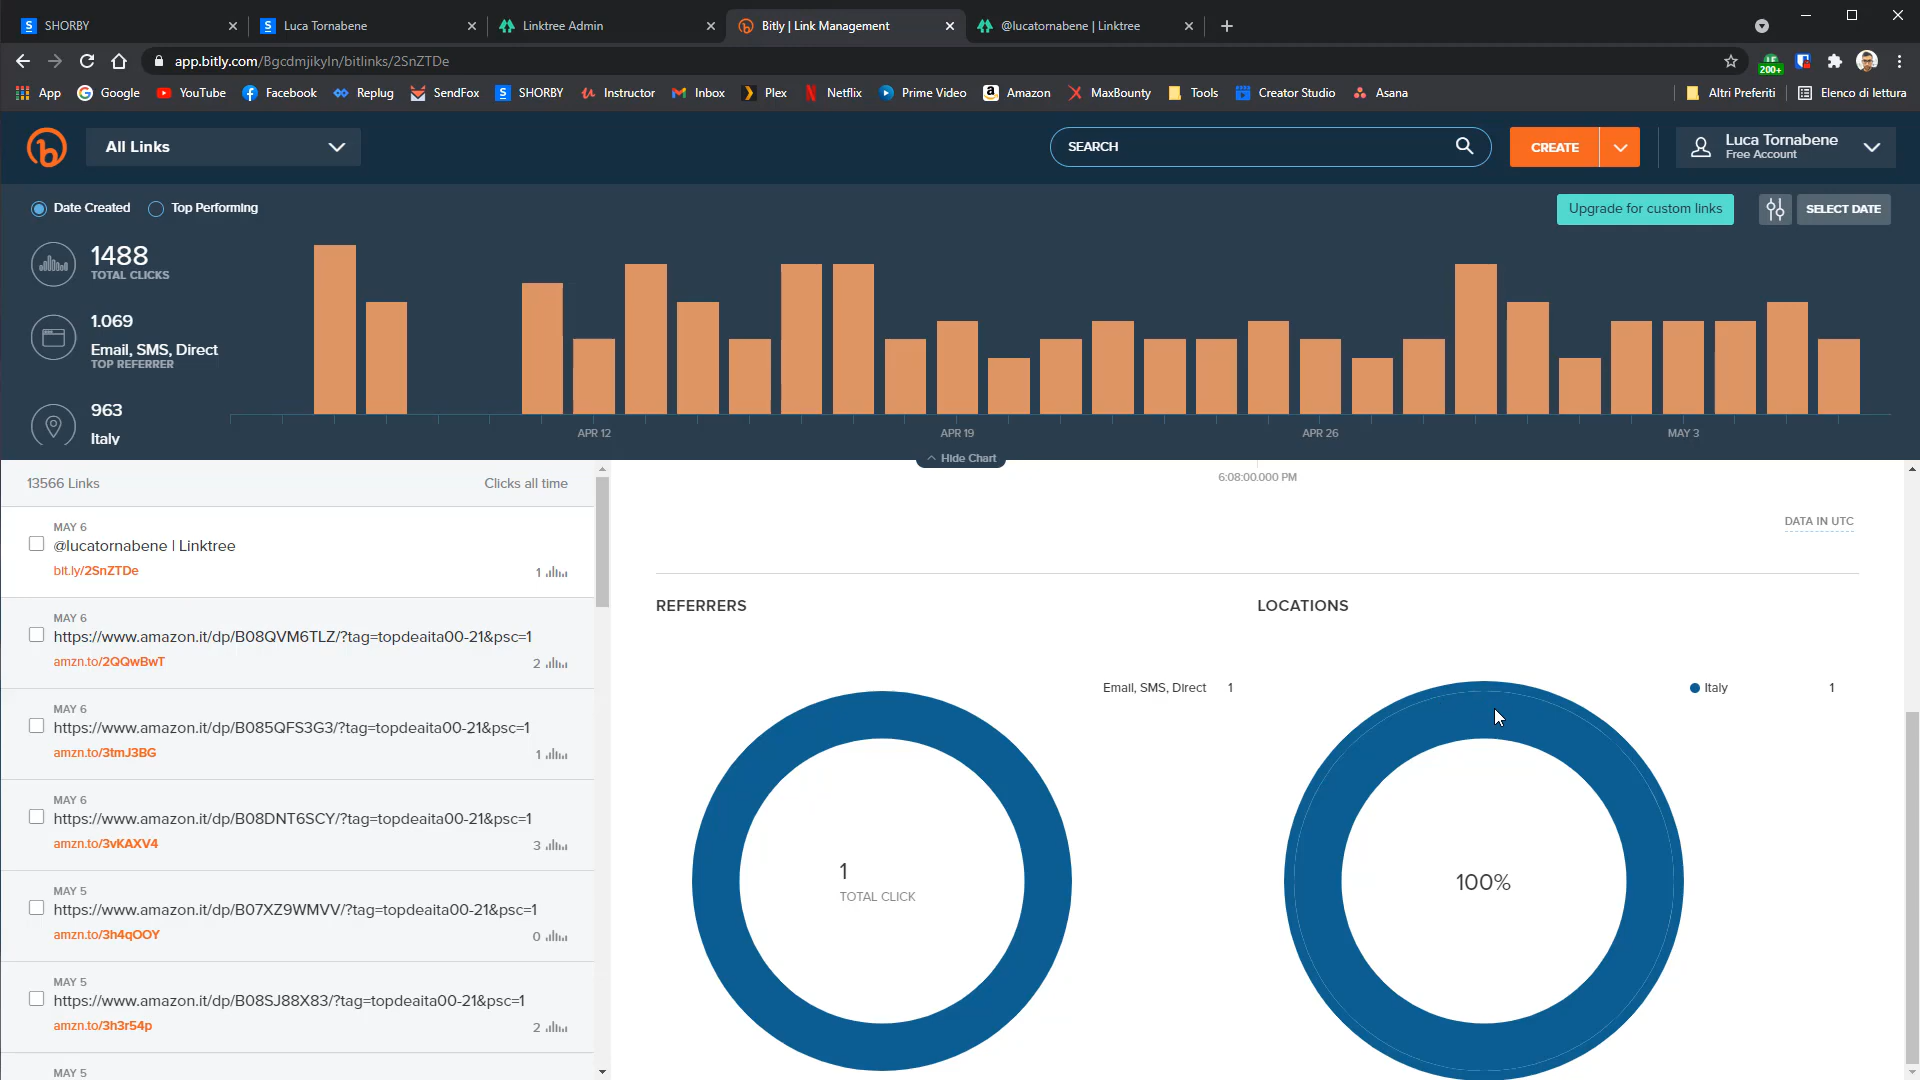 SHORBY
Luca Tornabene
Linktree Admin
Bitly | Link Management
@lucatornabene | Linktree
app.bitly.com/Bgcdmjikyln/bitlinks/2SnZTDe
200+
App
Google
YouTube
Facebook
Replug
SendFox
SHORBY
Instructor
Inbox
Plex
Netflix
Prime Video
Amazon
MaxBounty
Tools
Creator Studio
Asana
Altri Preferiti
Elenco di lettura
All Links
SEARCH
CREATE
Luca Tornabene
Free Account
Date Created
Top Performing
Upgrade for custom links
SELECT DATE
1488
TOTAL CLICKS
1.069
Email, SMS, Direct
TOP REFERRER
963
Italy
APR 12
APR 19
APR 26
MAY 3
Hide Chart
13566 Links
Clicks all time
MAY 6
@lucatornabene | Linktree
bit.ly/2SnZTDe
1
MAY 6
https://www.amazon.it/dp/B08QVM6TLZ/?tag=topdeaita00-21&psc=1
amzn.to/2QQwBwT
2
MAY 6
https://www.amazon.it/dp/B085QFS3G3/?tag=topdeaita00-21&psc=1
amzn.to/3tmJ3BG
1
MAY 6
https://www.amazon.it/dp/B08DNT6SCY/?tag=topdeaita00-21&psc=1
amzn.to/3vKAXV4
3
MAY 5
https://www.amazon.it/dp/B07XZ9WMVV/?tag=topdeaita00-21&psc=1
amzn.to/3h4qOOY
0
MAY 5
https://www.amazon.it/dp/B08SJ88X83/?tag=topdeaita00-21&psc=1
amzn.to/3h3r54p
2
MAY 5
6:08:00.000 PM
DATA IN UTC
REFERRERS
Email, SMS, Direct 1
1
TOTAL CLICK
LOCATIONS
Italy 1
100%